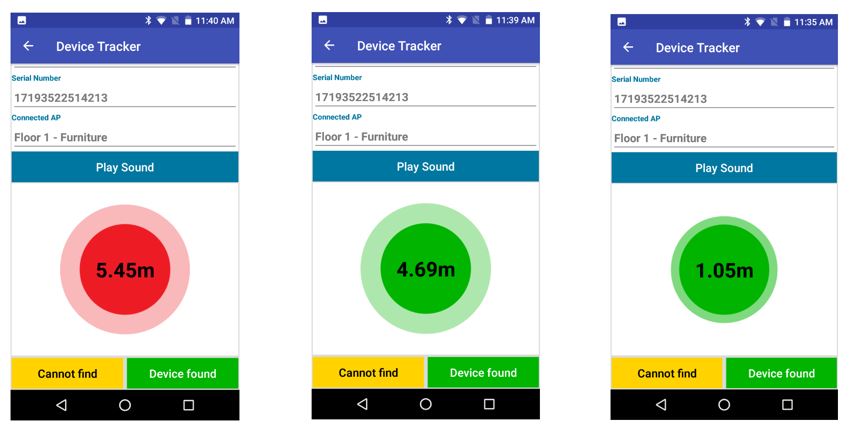 11:40 AM
Device Tracker
Serial Number
17193522514213
Connected AP
Floor 1 - Furniture
Play Sound
5.45m
Cannot find
Device found
11:39 AM
Device Tracker
Serial Number
17193522514213
Connected AP
Floor 1 - Furniture
Play Sound
4.69m
Cannot find
Device found
11:35 AM
Device Tracker
Serial Number
17193522514213
Connected AP
Floor 1 - Furniture
Play Sound
1.05m
Cannot find
Device found